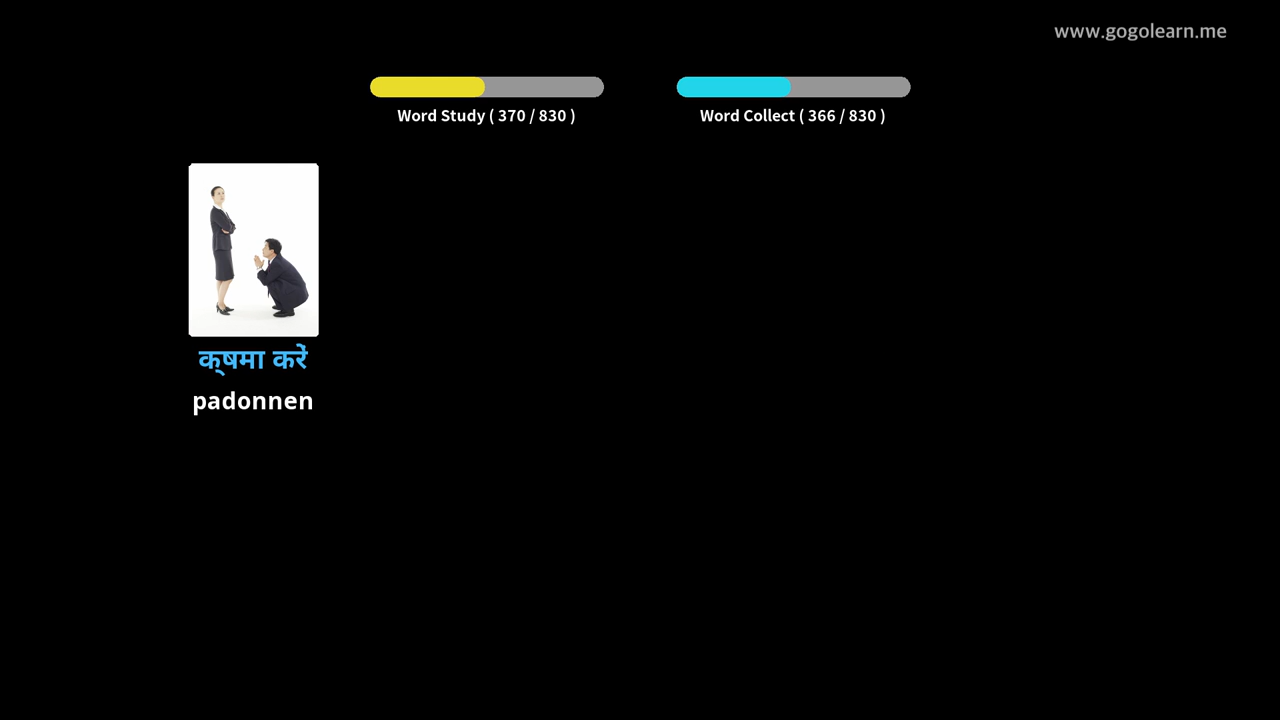 www.gogolearn.me
Word Study ( 370 / 830 )
Word Collect ( 366 / 830 )
क्षमा करें
padonnen